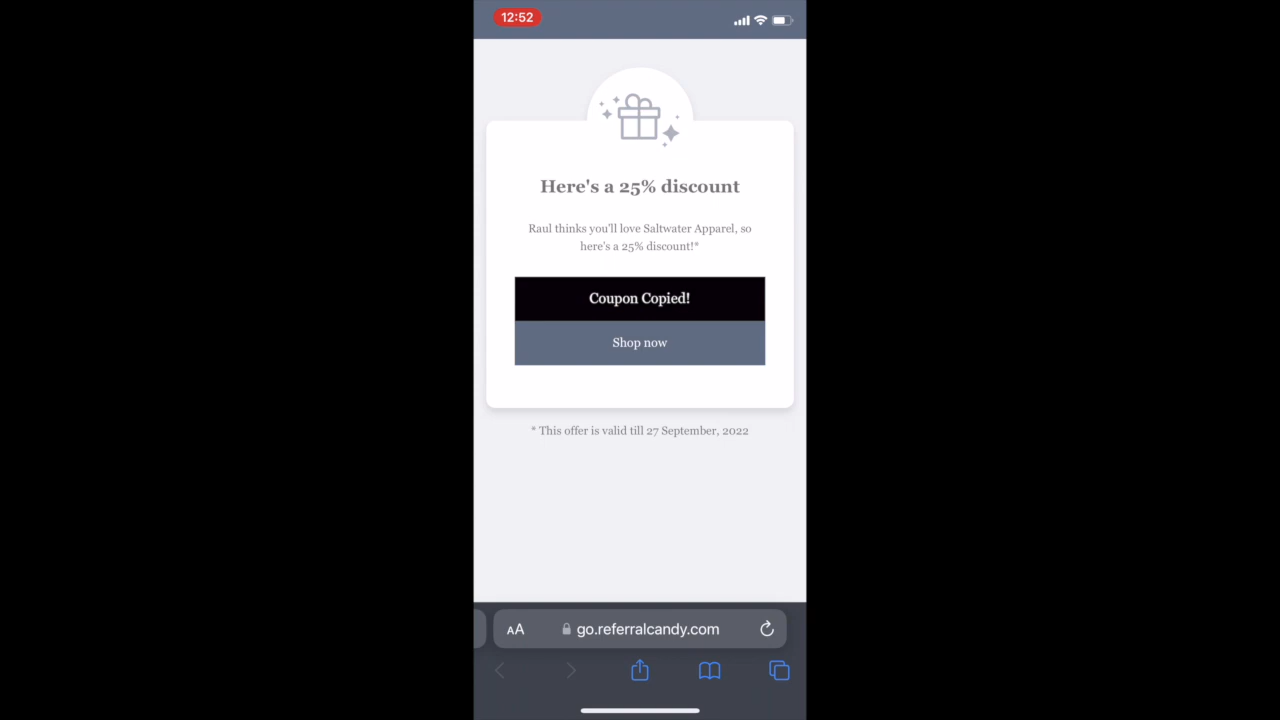 12:52
Here's a 25% discount
Raul thinks you'll love Saltwater Apparel, so
here's a 25% discount!*
Coupon Copied!
Shop now
* This offer is valid till 27 September, 2022
AA go.referralcandy.com